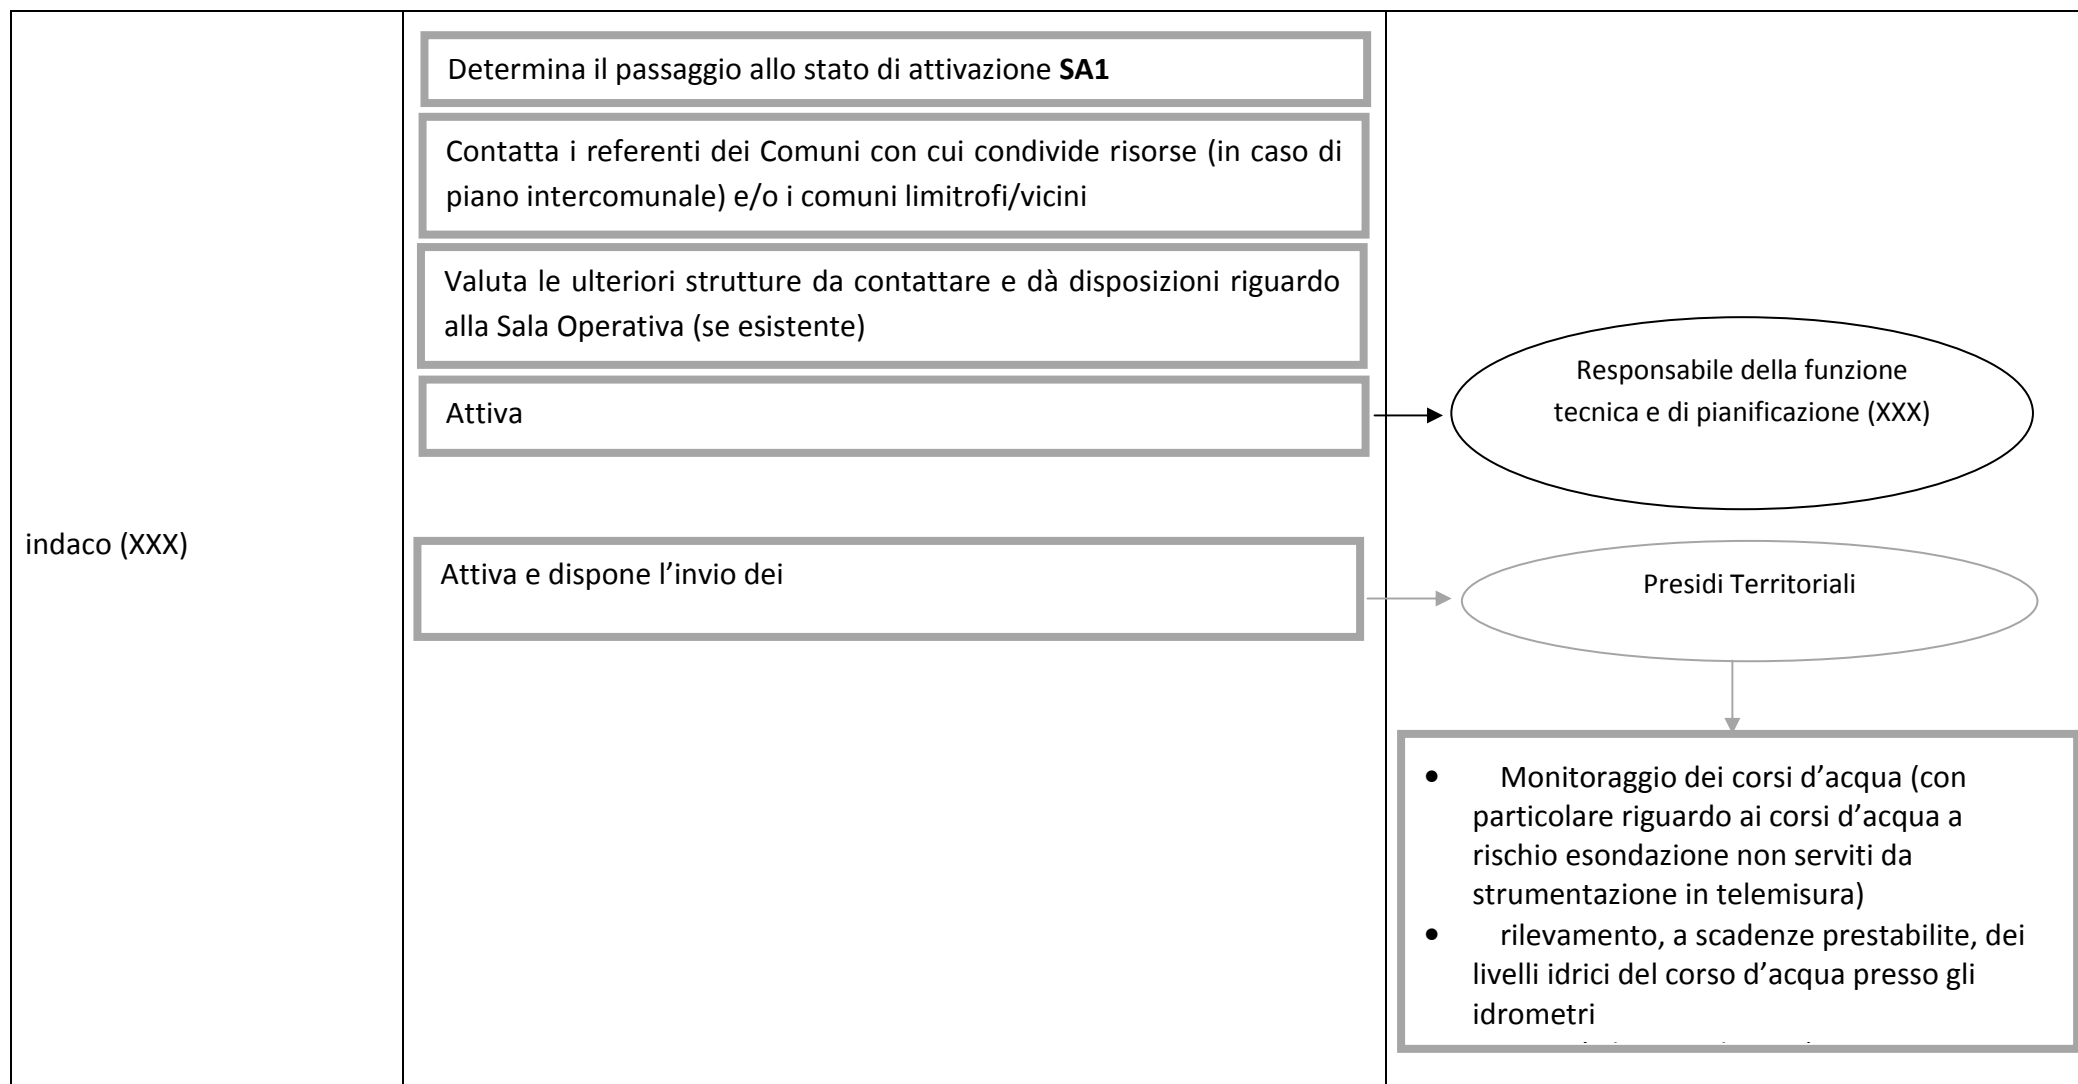 indaco (XXX)
Determina il passaggio allo stato di attivazione SA1
Contatta i referenti dei Comuni con cui condivide risorse (in caso di
piano intercomunale) e/o i comuni limitrofi/vicini
Valuta le ulteriori strutture da contattare e dà disposizioni riguardo
alla Sala Operativa (se esistente)
Attiva
Responsabile della funzione
tecnica e di pianificazione (XXX)
Attiva e dispone l’invio dei
Presidi Territoriali
• Monitoraggio dei corsi d’acqua (con
particolare riguardo ai corsi d’acqua a
rischio esondazione non serviti da
strumentazione in telemisura)
• rilevamento, a scadenze prestabilite, dei
livelli idrici del corso d’acqua presso gli
idrometri